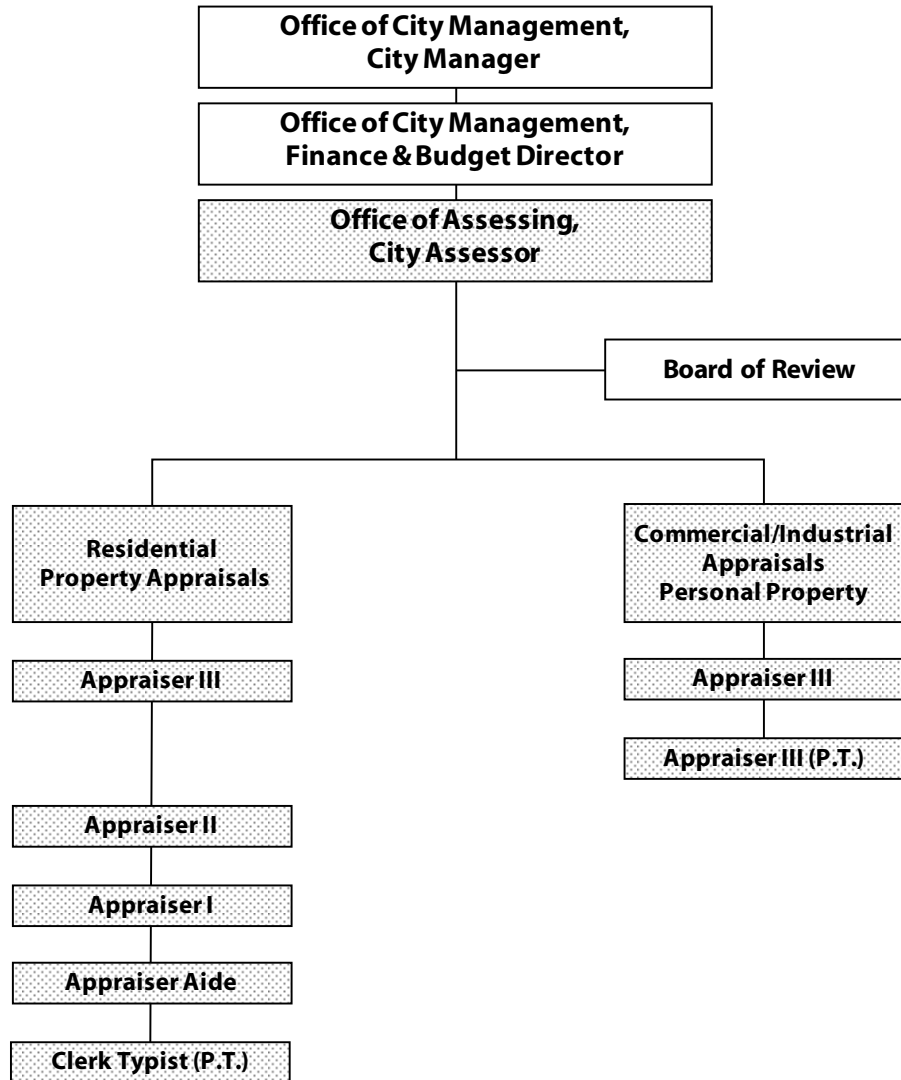 Office of City Management,
City Manager
Office of City Management,
Finance & Budget Director
Office of Assessing,
City Assessor
Board of Review
Residential
Property Appraisals
Commercial/Industrial
Appraisals
Personal Property
Appraiser III
Appraiser III
Appraiser III (P.T.)
Appraiser II
Appraiser I
Appraiser Aide
Clerk Typist (P.T.)